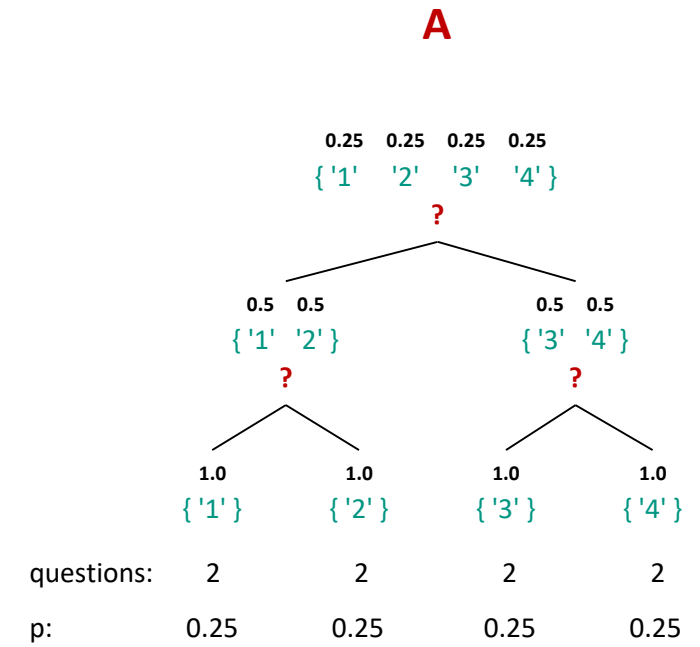 A
0.25 0.25 0.25 0.25
{ '1' '2' '3' '4' }
?
0.5 0.5 0.5 0.5
{ '1' '2' } { '3' '4' }
? ?
1.0 1.0 1.0 1.0
{ '1' } { '2' } { '3' } { '4' }
questions: 2 2 2 2
p: 0.25 0.25 0.25 0.25